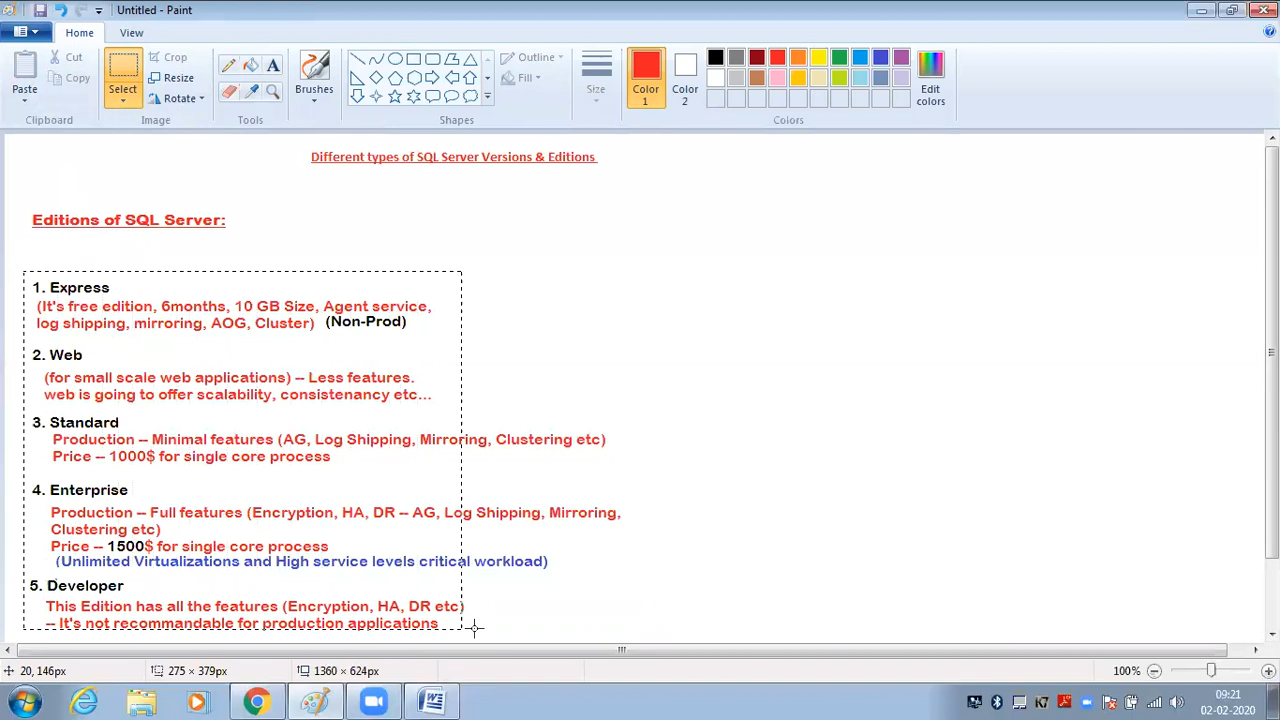 Untitled - Paint
Home
View
Paste
Cut
Copy
Clipboard
Select
Crop
Resize
Rotate
Image
A
Tools
Brushes
Outline
Fill
Shapes
Size
Color 1
Color 2
Edit colors
Colors
Different types of SQL Server Versions & Editions
Editions of SQL Server:
1. Express
(It's free edition, 6months, 10 GB Size, Agent service,
log shipping, mirroring, AOG, Cluster) (Non-Prod)
2. Web
(for small scale web applications) -- Less features.
web is going to offer scalability, consistenancy etc...
3. Standard
Production -- Minimal features (AG, Log Shipping, Mirroring, Clustering etc)
Price -- 1000$ for single core process
4. Enterprise
Production -- Full features (Encryption, HA, DR -- AG, Log Shipping, Mirroring,
Clustering etc)
Price -- 1500$ for single core process
(Unlimited Virtualizations and High service levels critical workload)
5. Developer
This Edition has all the features (Encryption, HA, DR etc)
-- It's not recommandable for production applications
20, 146px
275 × 379px
1360 × 624px
100%
09:21
02-02-2020